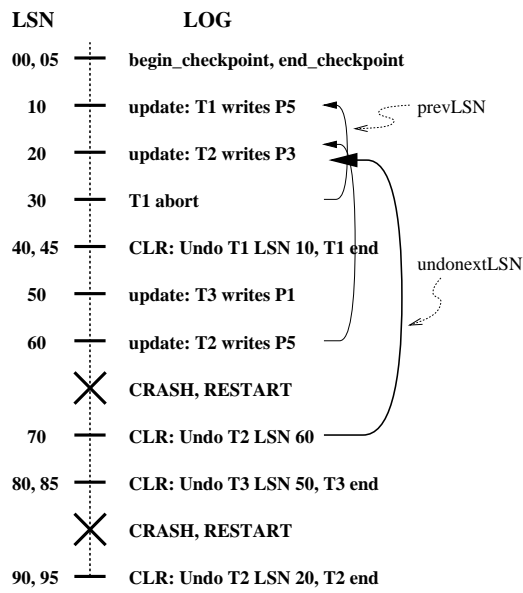 LSN LOG
00, 05 begin_checkpoint, end_checkpoint
10 update: T1 writes P5
prevLSN
20 update: T2 writes P3
30 T1 abort
40, 45 CLR: Undo T1 LSN 10, T1 end
undonextLSN
50 update: T3 writes P1
60 update: T2 writes P5
CRASH, RESTART
70 CLR: Undo T2 LSN 60
80, 85 CLR: Undo T3 LSN 50, T3 end
CRASH, RESTART
90, 95 CLR: Undo T2 LSN 20, T2 end